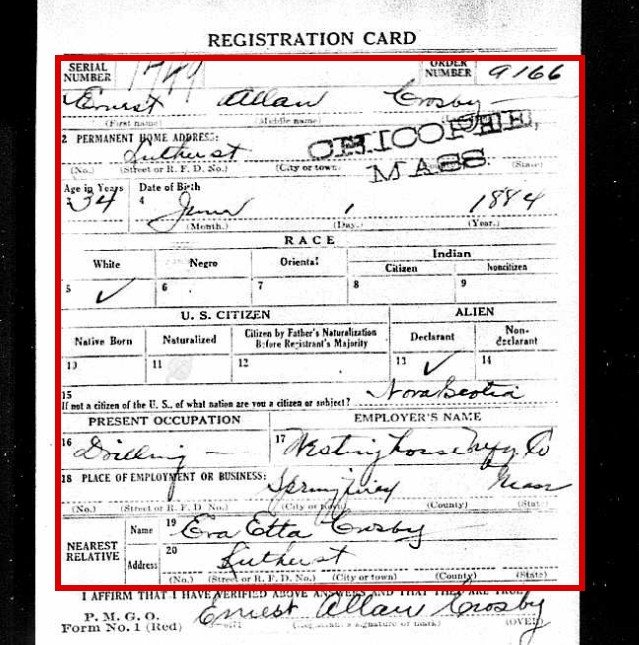 REGISTRATION CARD
SERIAL NUMBER 1749 ORDER NUMBER 9166
Ernest Allan Crosby
(First name) (Middle name)
2 PERMANENT HOME ADDRESS: CHICOPEE,
MASS
(No.) (Street or R. F. D. No.) (City or town) (State)
Age in Years Date of Birth
34 4 June 1 1884
(Month.) (Day.) (Year.)
RACE
White Negro Oriental Indian
Citizen Noncitizen
5 ✓ 6 7 8 9
U. S. CITIZEN ALIEN
Native Born Naturalized Citizen by Father's Naturalization Before Registrant's Majority Declarant Non-declarant
10 11 12 13 ✓ 14
15
If not a citizen of the U. S., of what nation are you a citizen or subject? Nova Scotia
PRESENT OCCUPATION EMPLOYER'S NAME
16 Drilling 17 Westinghouse Mfg Co
18 PLACE OF EMPLOYMENT OR BUSINESS:
Mass
(No.) (Street or R. F. D. No.) (City or town) (County) (State)
NEAREST RELATIVE
Name 19 Eva Etta Crosby
Address 20
(No.) (Street or R. F. D. No.) (City or town) (County) (State)
I AFFIRM THAT I HAVE VERIFIED ABOVE ANSWERS AND THAT THEY ARE TRUE
P. M. G. O.
Form No. 1 (Red) Ernest Allan Crosby
(Registrant's signature or mark) (OVER)